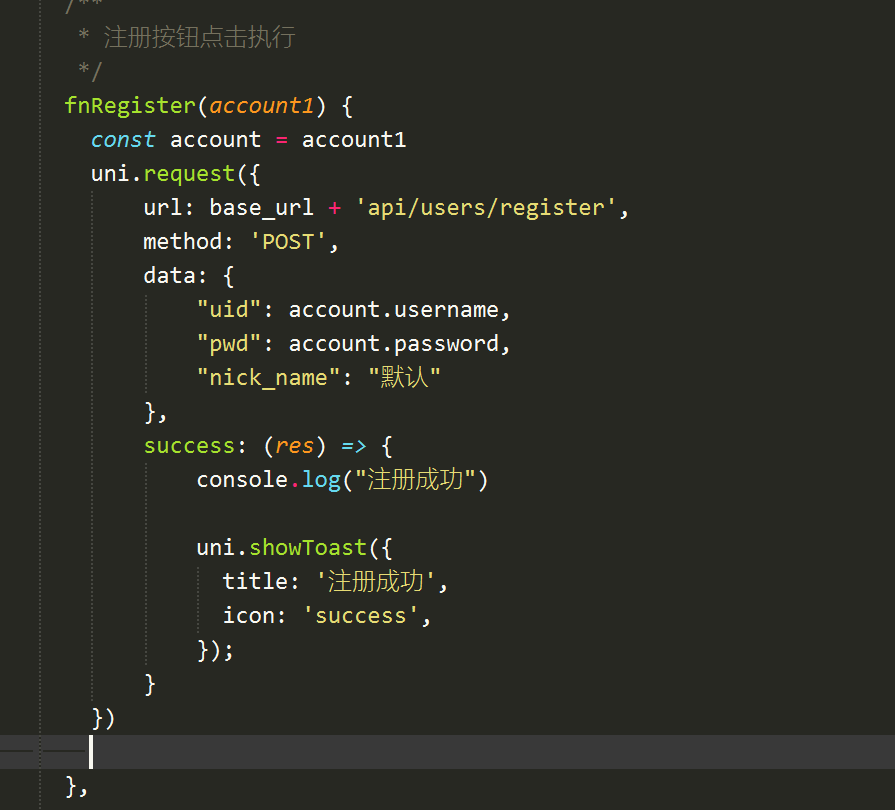 /**
* 注册按钮点击执行
*/
fnRegister(account1) {
const account = account1
uni.request({
url: base_url + 'api/users/register',
method: 'POST',
data: {
"uid": account.username,
"pwd": account.password,
"nick_name": "默认"
},
success: (res) => {
console.log("注册成功")
uni.showToast({
title: '注册成功',
icon: 'success',
});
}
})
},